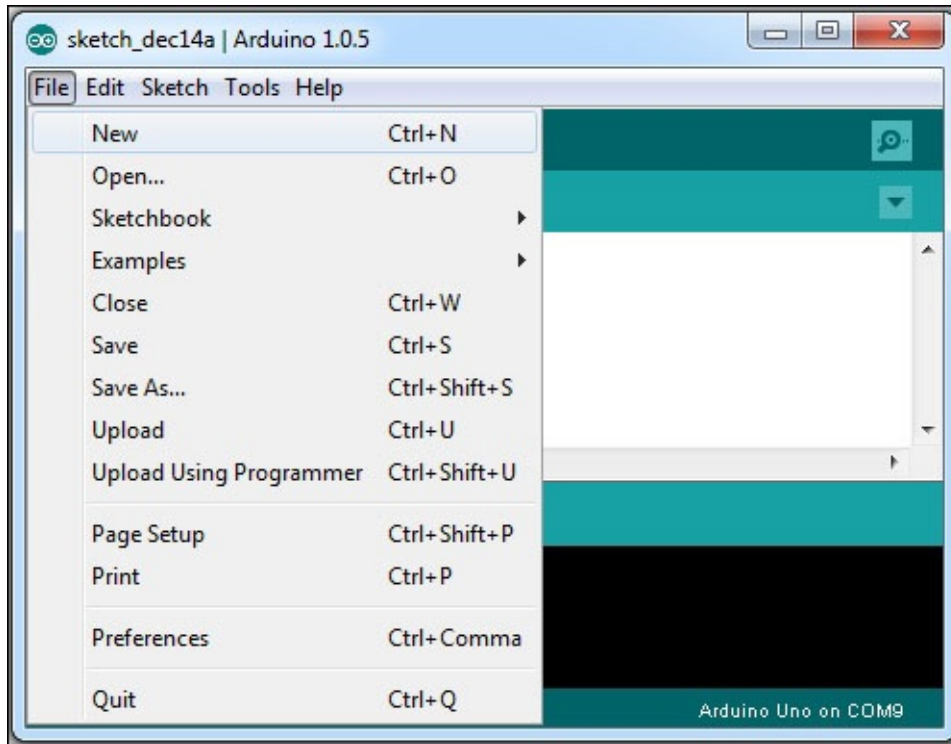 sketch_dec14a | Arduino 1.0.5
File Edit Sketch Tools Help
New Ctrl+N
Open... Ctrl+O
Sketchbook
Examples
Close Ctrl+W
Save Ctrl+S
Save As... Ctrl+Shift+S
Upload Ctrl+U
Upload Using Programmer Ctrl+Shift+U
Page Setup Ctrl+Shift+P
Print Ctrl+P
Preferences Ctrl+Comma
Quit Ctrl+Q
Arduino Uno on COM9